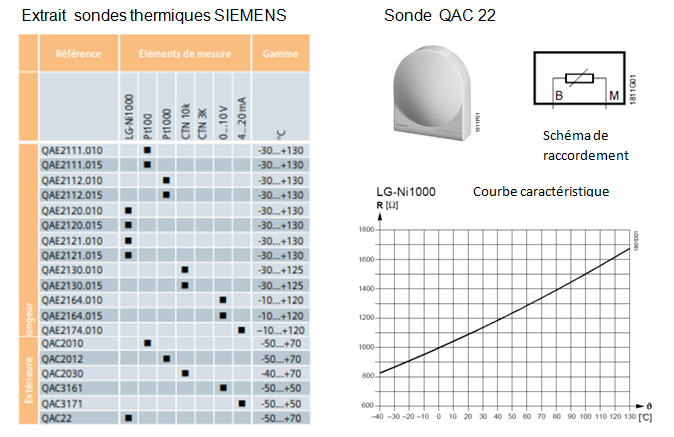 Extrait sondes thermiques SIEMENS
Référence Eléments de mesure Gamme
LG-Ni1000 Pt100 Pt1000 CTN 10k CTN 3K 0...10 V 4...20 mA °C
QAE2111.010 ■ -30...+130
QAE2111.015 ■ -30...+130
QAE2112.010 ■ -30...+130
QAE2112.015 ■ -30...+130
QAE2120.010 ■ -30...+130
QAE2120.015 ■ -30...+130
QAE2121.010 ■ -30...+130
QAE2121.015 ■ -30...+130
QAE2130.010 ■ -30...+125
QAE2130.015 ■ -30...+125
QAE2164.010 ■ -10...+120
QAE2164.015 ■ -10...+120
QAE2174.010 ■ –10...+120
ongeur
QAC2010 ■ -50...+70
QAC2012 ■ -50...+70
QAC2030 ■ -40...+70
QAC3161 ■ -50...+50
QAC3171 ■ -50...+50
QAC22 ■ -50...+70
Extérieure
Sonde QAC 22
1811P01
B M
1811G01
Schéma de
raccordement
LG-Ni1000 Courbe caractéristique
R [Ω]
1800
1600
1400
1200
1000
800
600
1801D01
–40 –30 –20 –10 0 10 20 30 40 50 60 70 80 90 100 110 120 130 [°C]
ϑ